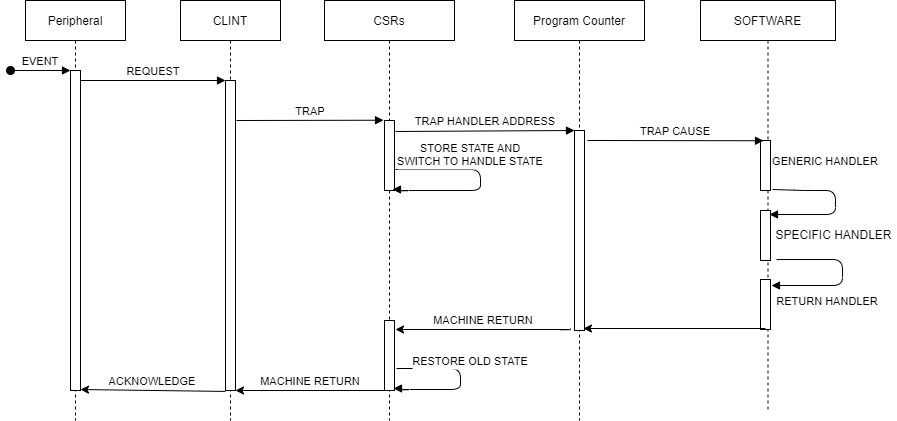 Peripheral
CLINT
CSRs
Program Counter
SOFTWARE
EVENT
REQUEST
TRAP
TRAP HANDLER ADDRESS
TRAP CAUSE
STORE STATE AND
SWITCH TO HANDLE STATE
GENERIC HANDLER
SPECIFIC HANDLER
RETURN HANDLER
MACHINE RETURN
RESTORE OLD STATE
MACHINE RETURN
ACKNOWLEDGE